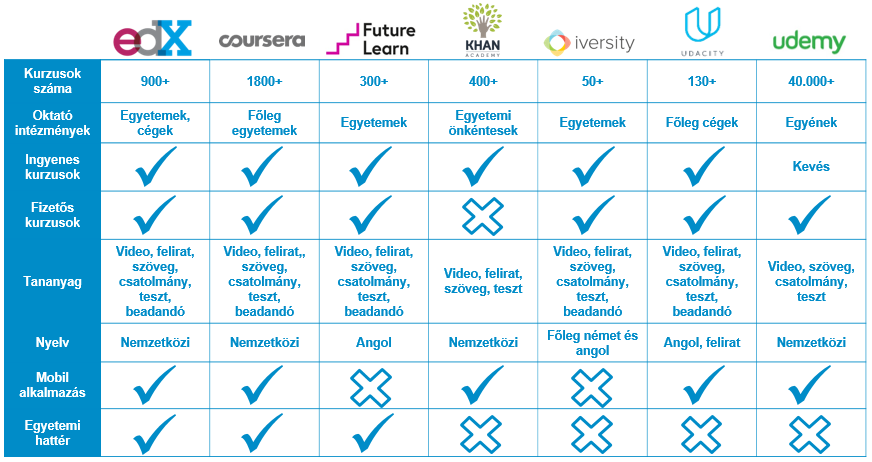 edX
coursera
Future
Learn
KHAN
ACADEMY
iversity
UDACITY
udemy
Kurzusok
száma
900+
1800+
300+
400+
50+
130+
40.000+
Oktató
intézmények
Egyetemek,
cégek
Főleg
egyetemek
Egyetemek
Egyetemi
önkéntesek
Egyetemek
Főleg cégek
Egyének
Ingyenes
kurzusok
Kevés
Fizetős
kurzusok
Tananyag
Video, felirat,
szöveg,
csatolmány,
teszt,
beadandó
Video, felirat,,
szöveg,
csatolmány,
teszt,
beadandó
Video, felirat,
szöveg,
csatolmány,
teszt,
beadandó
Video, felirat,
szöveg, teszt
Video, felirat,
szöveg,
csatolmány,
teszt,
beadandó
Video, felirat,
szöveg,
csatolmány,
teszt,
beadandó
Video, szöveg,
csatolmány,
teszt
Nyelv
Nemzetközi
Nemzetközi
Angol
Nemzetközi
Főleg német és
angol
Angol, felirat
Nemzetközi
Mobil
alkalmazás
Egyetemi
hattér